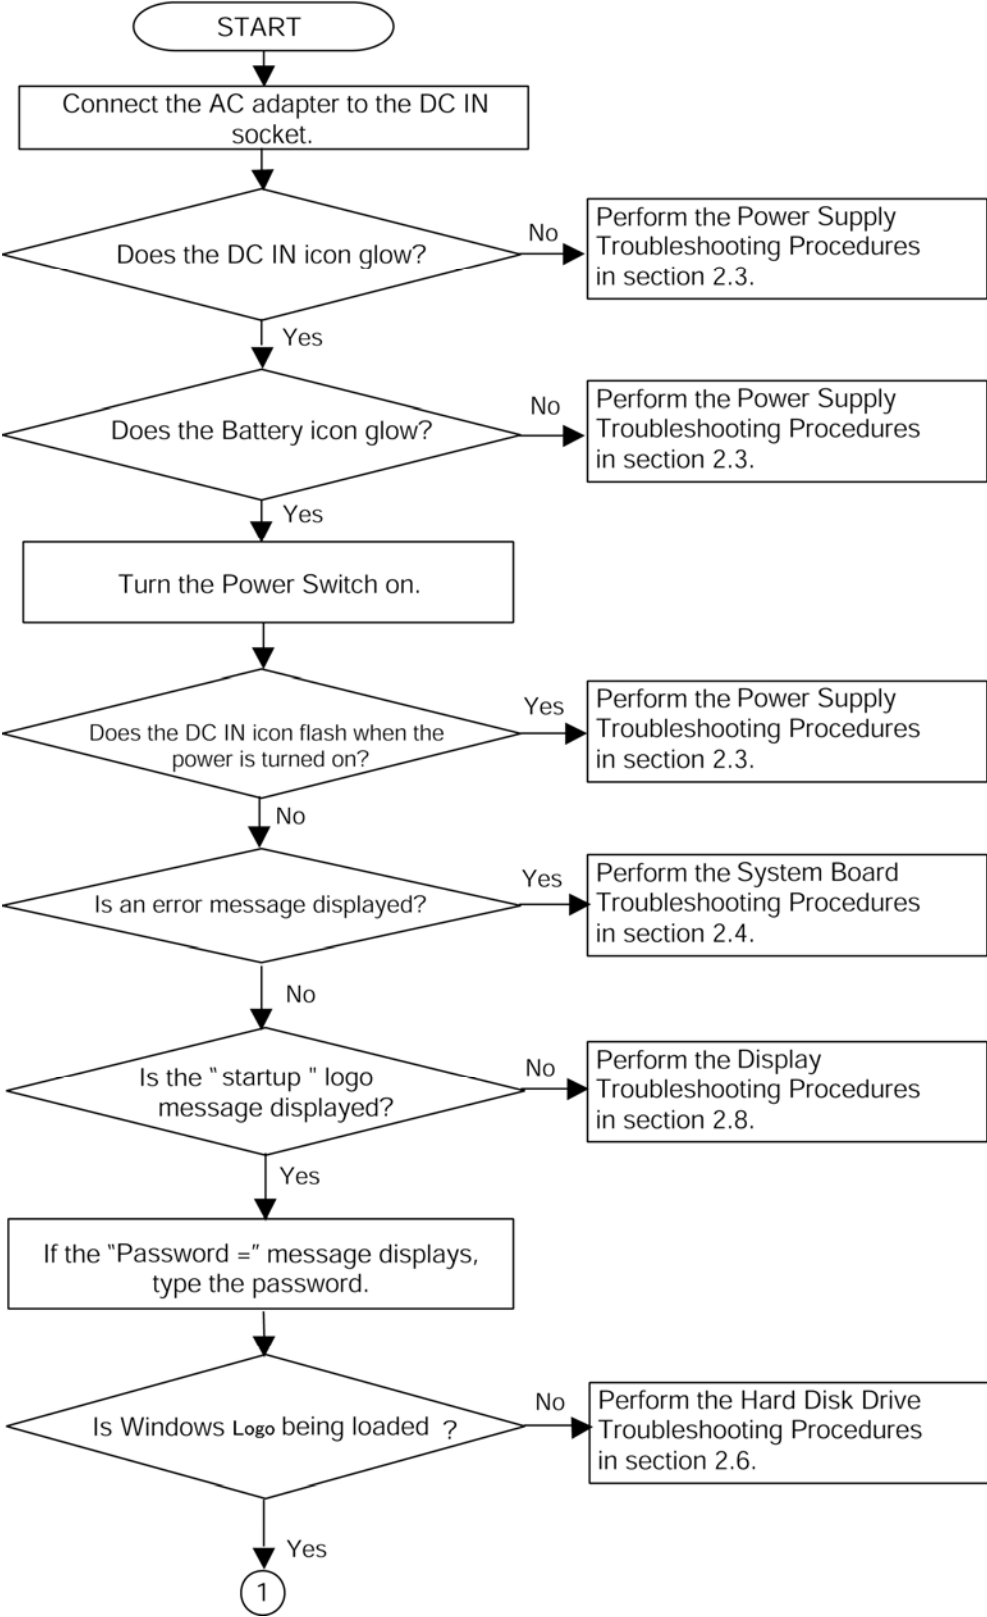 START
Connect the AC adapter to the DC IN
socket.
Does the DC IN icon glow?
No
Perform the Power Supply
Troubleshooting Procedures
in section 2.3.
Yes
Does the Battery icon glow?
No
Perform the Power Supply
Troubleshooting Procedures
in section 2.3.
Yes
Turn the Power Switch on.
Does the DC IN icon flash when the
power is turned on?
Yes
Perform the Power Supply
Troubleshooting Procedures
in section 2.3.
No
Is an error message displayed?
Yes
Perform the System Board
Troubleshooting Procedures
in section 2.4.
No
Is the “ startup ” logo
message displayed?
No
Perform the Display
Troubleshooting Procedures
in section 2.8.
Yes
If the “Password =” message displays,
type the password.
Is Windows Logo being loaded ?
No
Perform the Hard Disk Drive
Troubleshooting Procedures
in section 2.6.
Yes
1